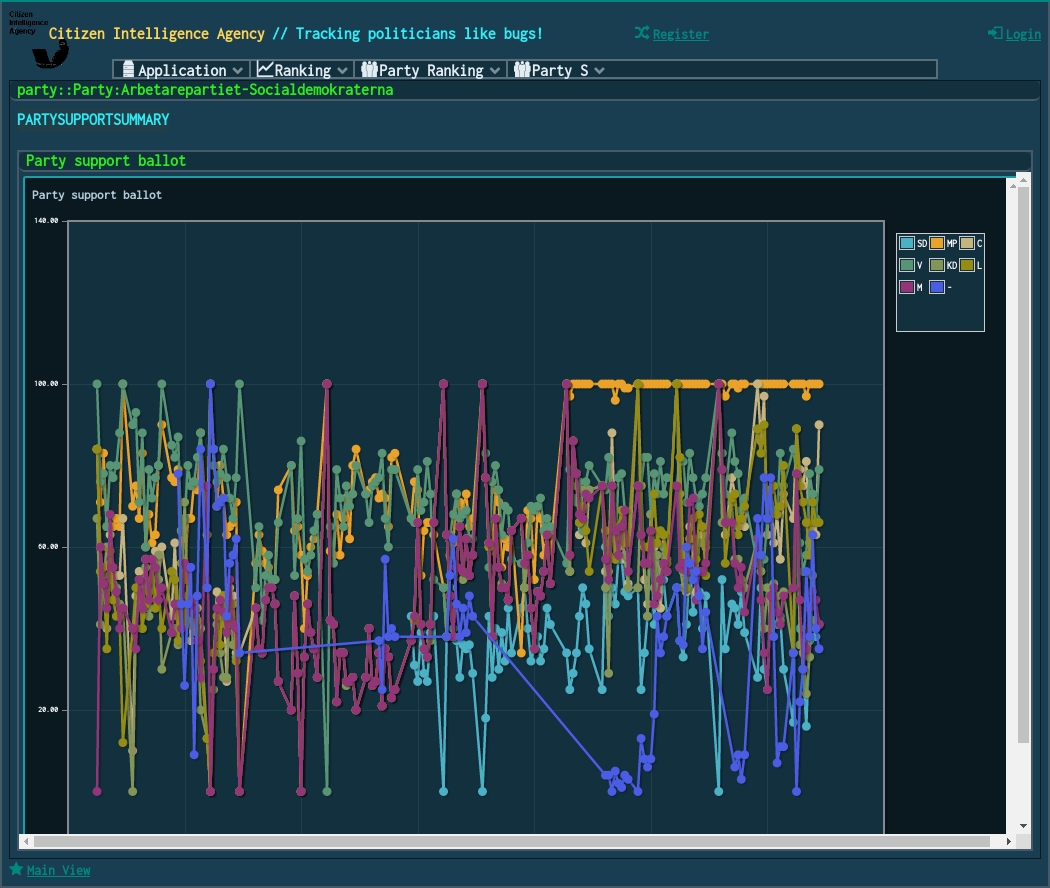 Citizen
Intelligence
Agency
Citizen Intelligence Agency // Tracking politicians like bugs!
Register
Login
Application
Ranking
Party Ranking
Party S
party::Party:Arbetarepartiet-Socialdemokraterna
PARTYSUPPORTSUMMARY
Party support ballot
Party support ballot
140.00
100.00
60.00
20.00
SD MP C
V KD L
M -
Main View